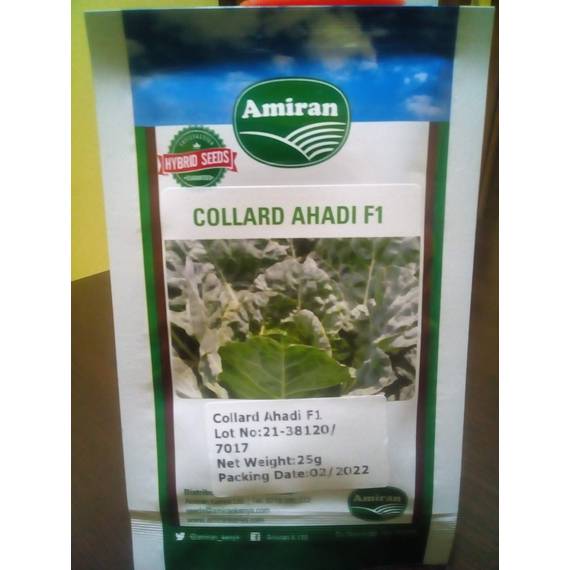 Amiran
HYBRID SEEDS
COLLARD AHADI F1
Collard Ahadi F1
Lot No:21-38120/
7017
Net Weight:25g
Packing Date:02/2022
Amiran
@amiran_kenya